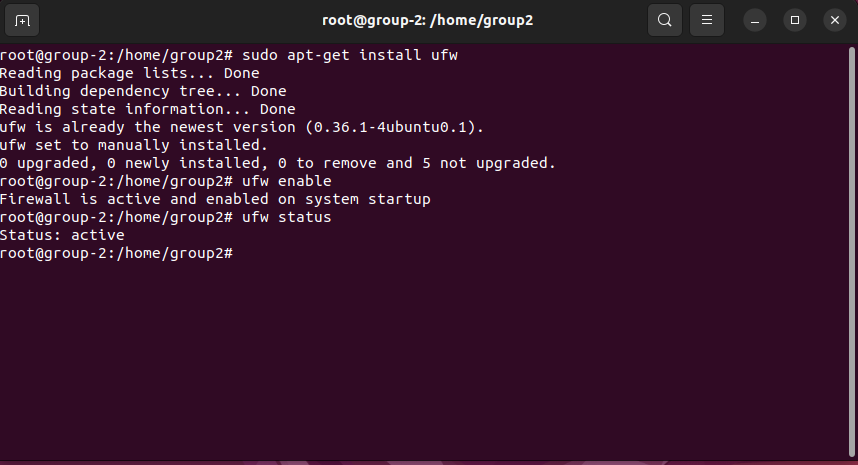 root@group-2: /home/group2
root@group-2:/home/group2# sudo apt-get install ufw
Reading package lists... Done
Building dependency tree... Done
Reading state information... Done
ufw is already the newest version (0.36.1-4ubuntu0.1).
ufw set to manually installed.
0 upgraded, 0 newly installed, 0 to remove and 5 not upgraded.
root@group-2:/home/group2# ufw enable
Firewall is active and enabled on system startup
root@group-2:/home/group2# ufw status
Status: active
root@group-2:/home/group2#